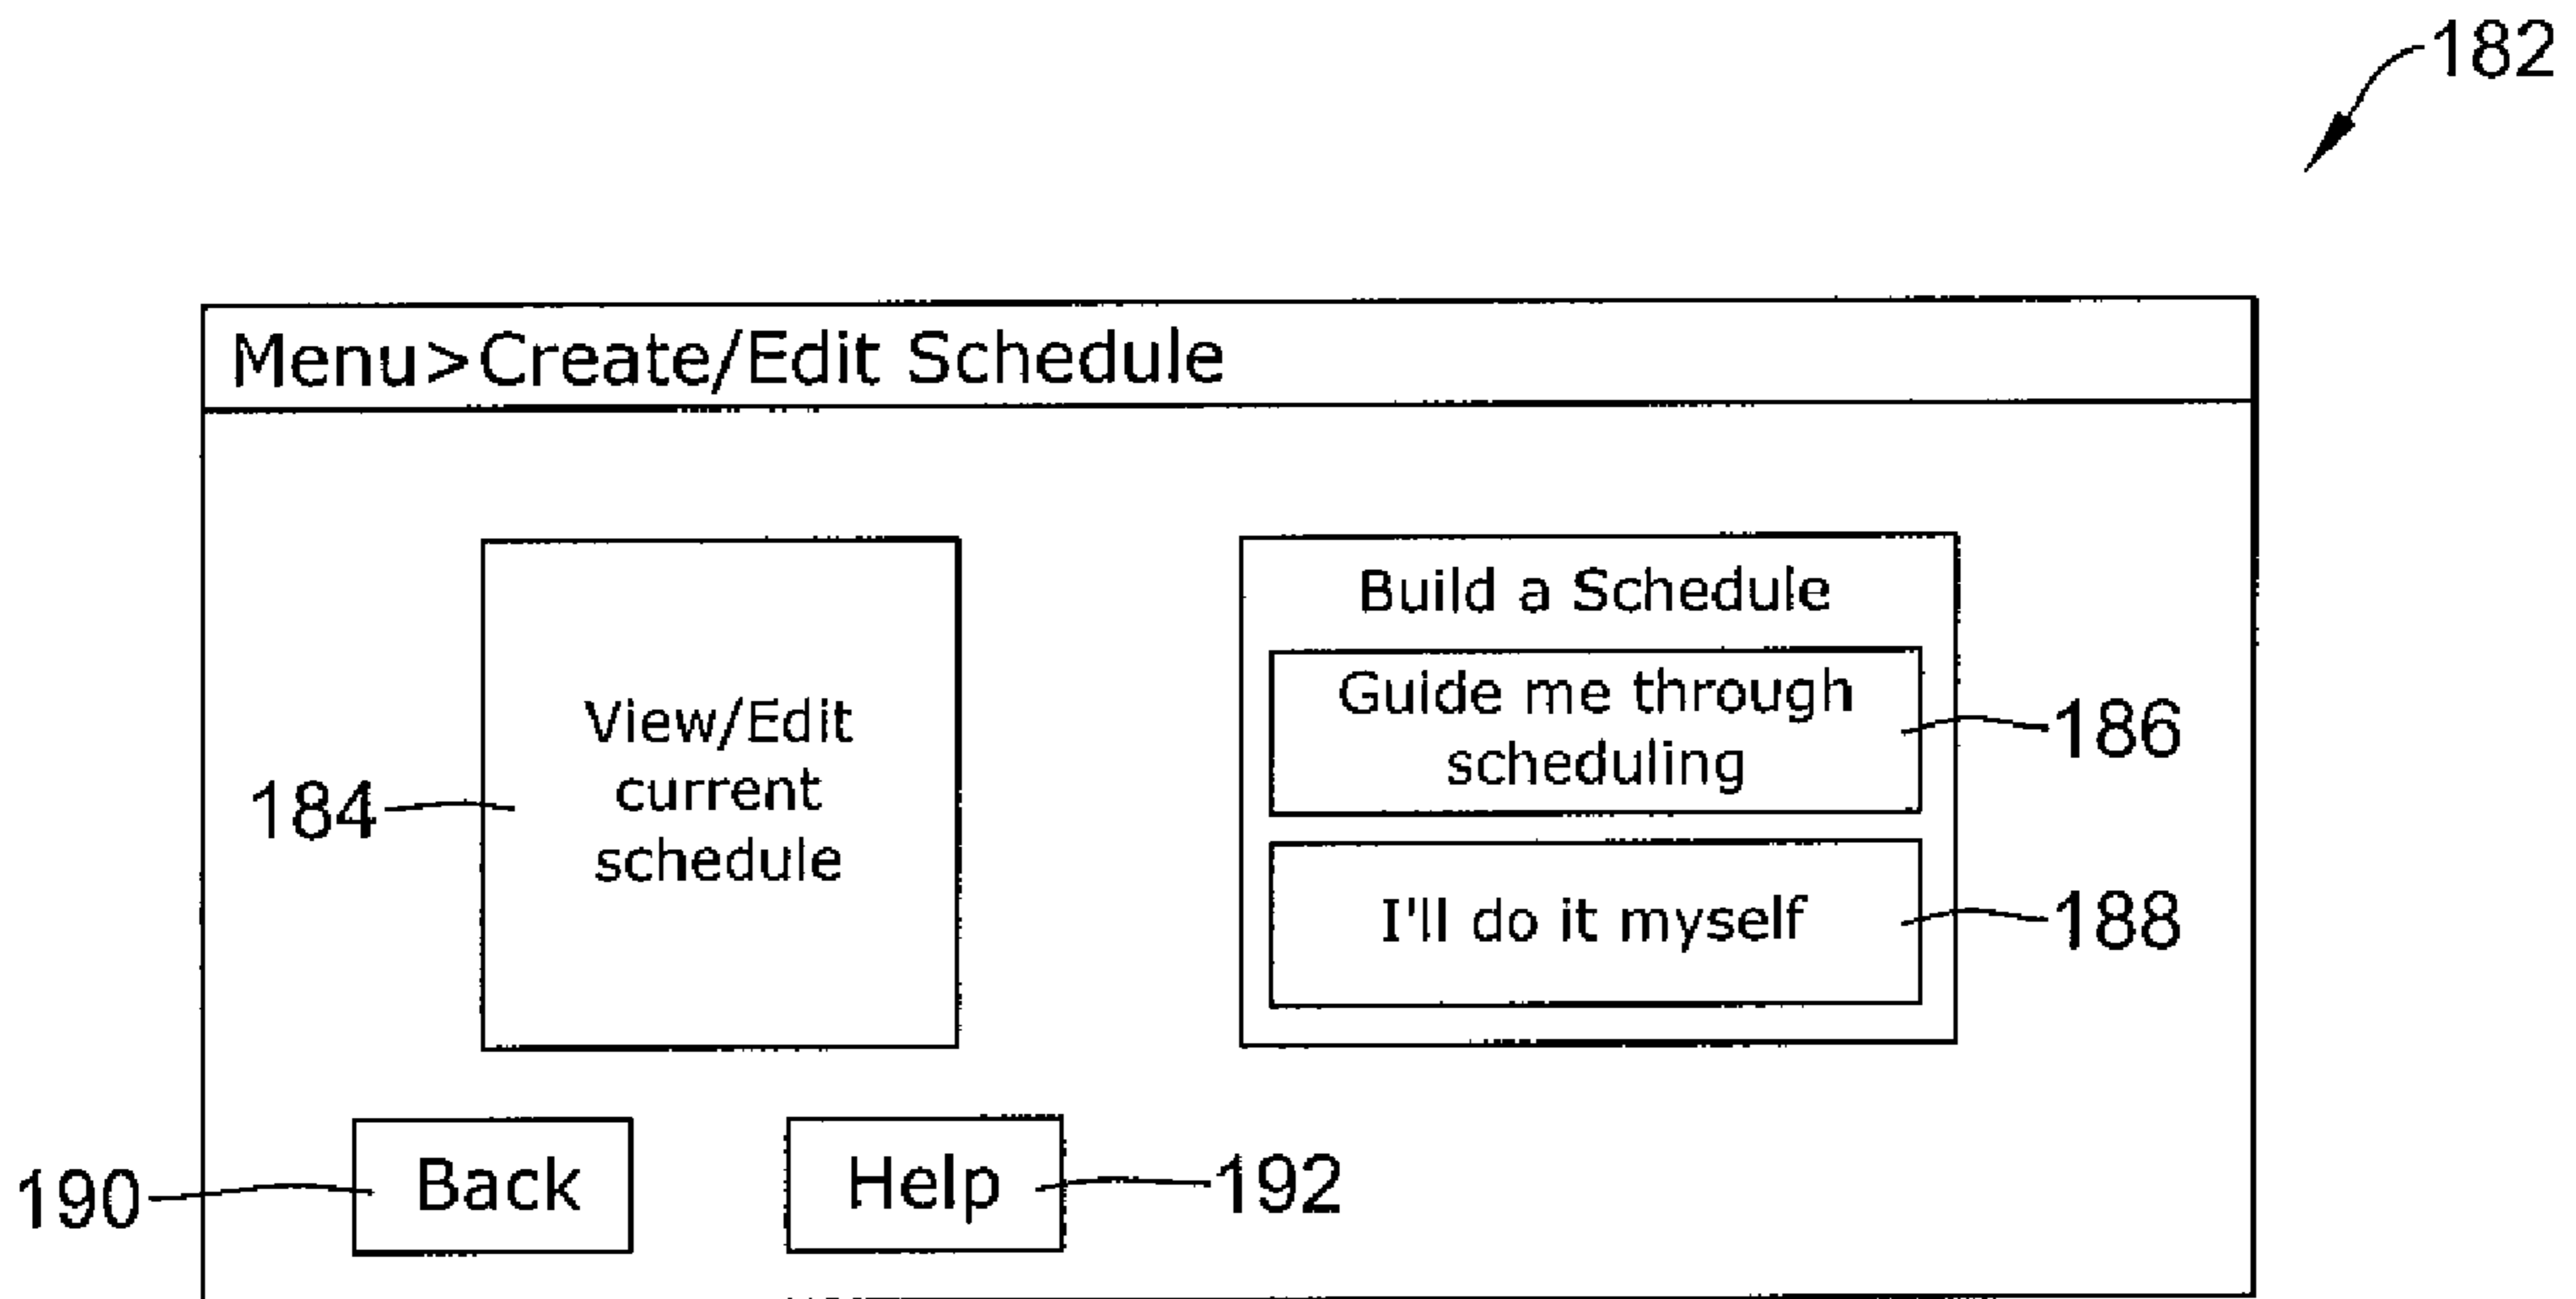 182
Menu>Create/Edit Schedule
View/Edit
current
schedule
184
Build a Schedule
Guide me through
scheduling
186
I'll do it myself
188
190
Back
Help
192